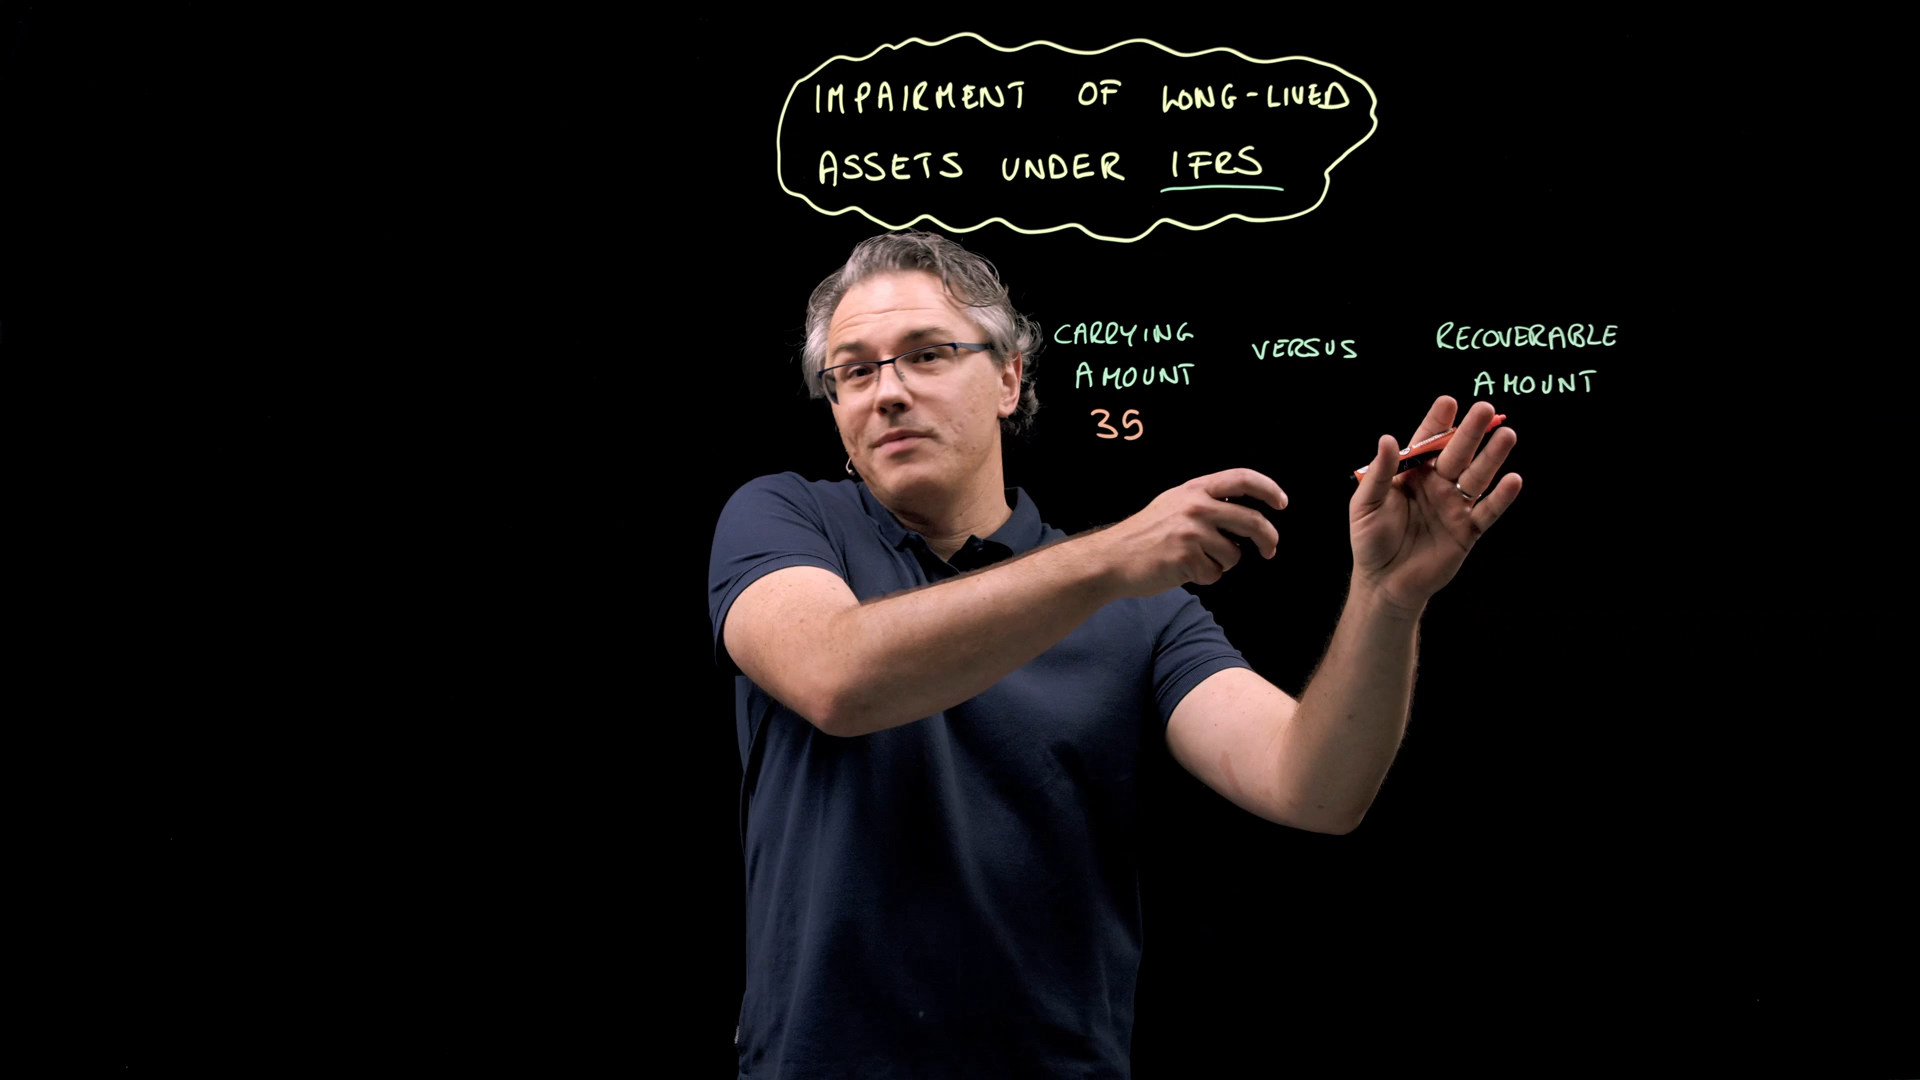 IMPAIRMENT OF LONG-LIVED
ASSETS UNDER IFRS
CARRYING
AMOUNT
VERSUS
RECOVERABLE
AMOUNT
35